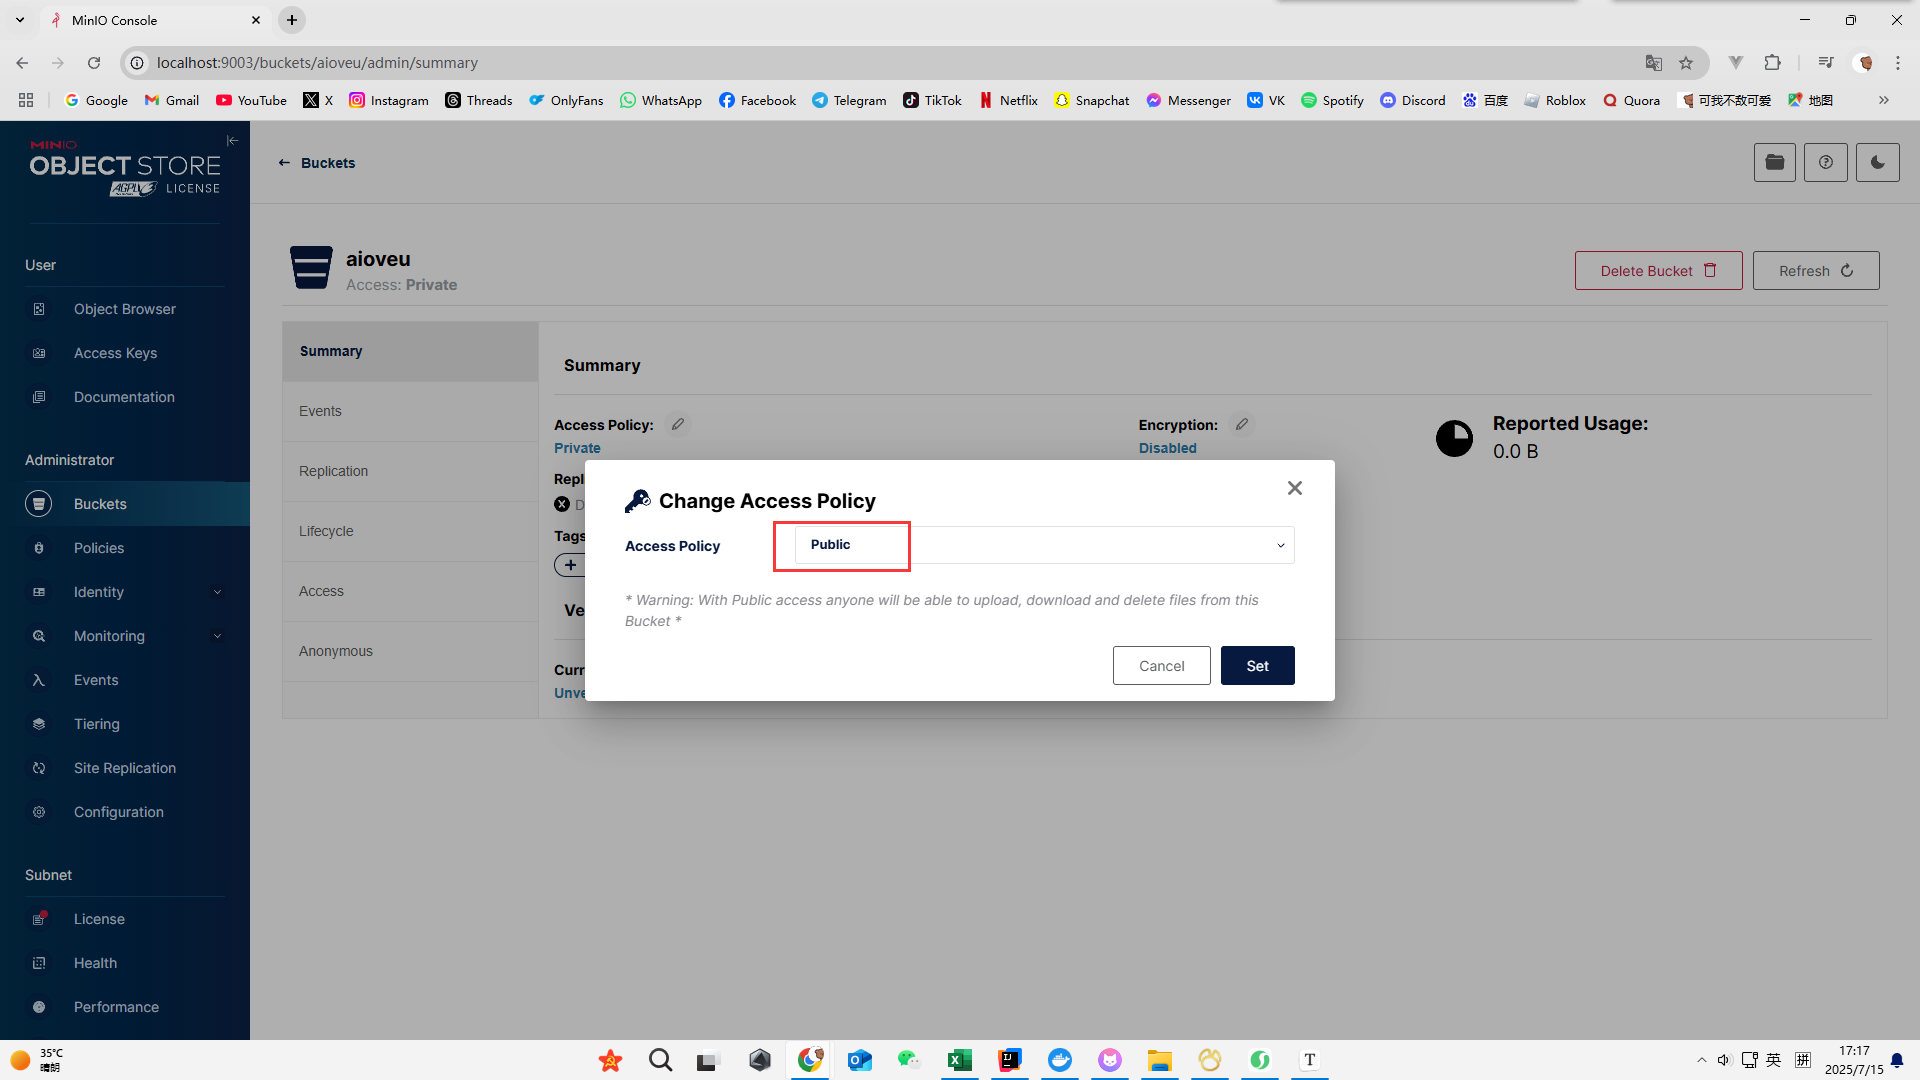 MinIO Console
localhost:9003/buckets/aioveu/admin/summary
Google
Gmail
YouTube
X
Instagram
Threads
OnlyFans
WhatsApp
Facebook
Telegram
TikTok
Netflix
Snapchat
Messenger
VK
Spotify
Discord
百度
Roblox
Quora
可我不敌可爱
地图
MINIO
OBJECT STORE
AGPLv3 LICENSE
User
Object Browser
Access Keys
Documentation
Administrator
Buckets
Policies
Identity
Monitoring
Events
Tiering
Site Replication
Configuration
Subnet
License
Health
Performance
Buckets
aioveu
Access: Private
Delete Bucket
Refresh
Summary
Events
Replication
Lifecycle
Access
Anonymous
Summary
Access Policy:
Private
Encryption:
Disabled
Reported Usage:
0.0 B
Repl
D
Tags
Ve
Curr
Unve
Change Access Policy
Access Policy
Public
* Warning: With Public access anyone will be able to upload, download and delete files from this
Bucket *
Cancel
Set
35°C
晴朗
英
拼
17:17
2025/7/15